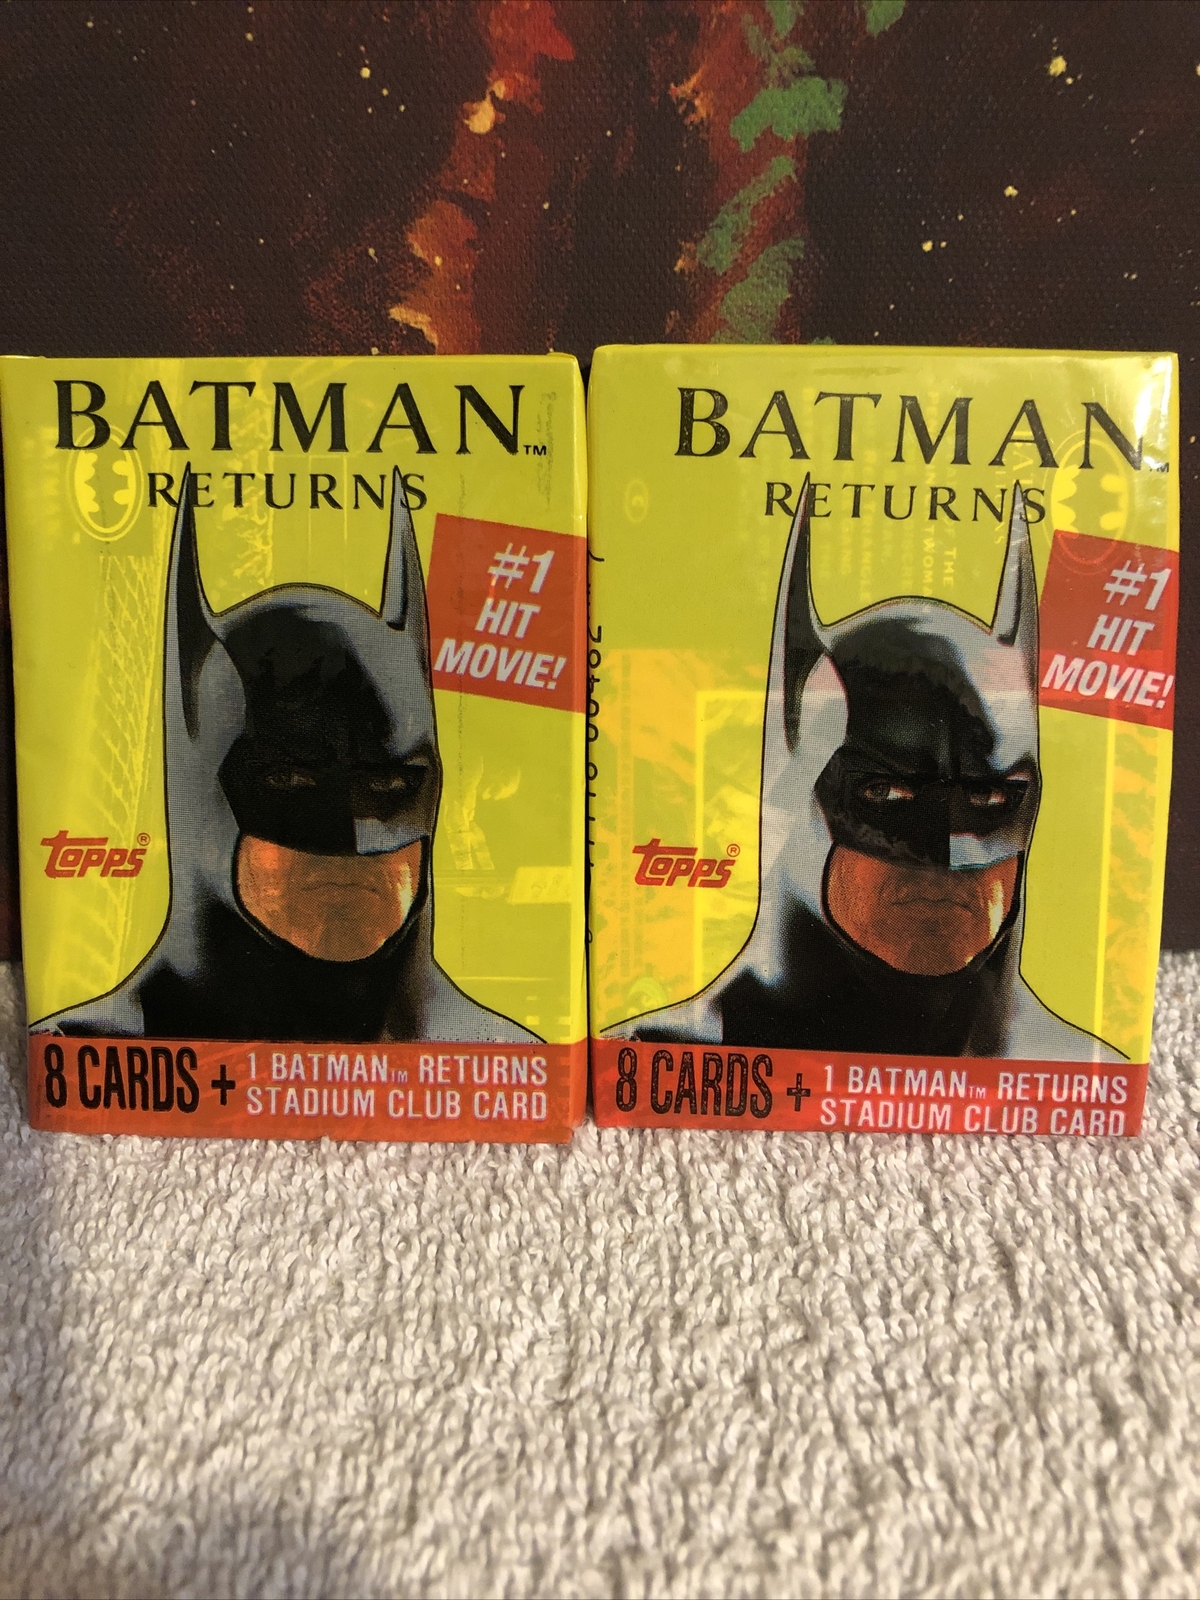 BATMAN™
RETURNS
#1
HIT
MOVIE!
TOPPS®
8 CARDS +
1 BATMAN™ RETURNS
STADIUM CLUB CARD
BATMAN™
RETURNS
#1
HIT
MOVIE!
TOPPS®
8 CARDS +
1 BATMAN™ RETURNS
STADIUM CLUB CARD